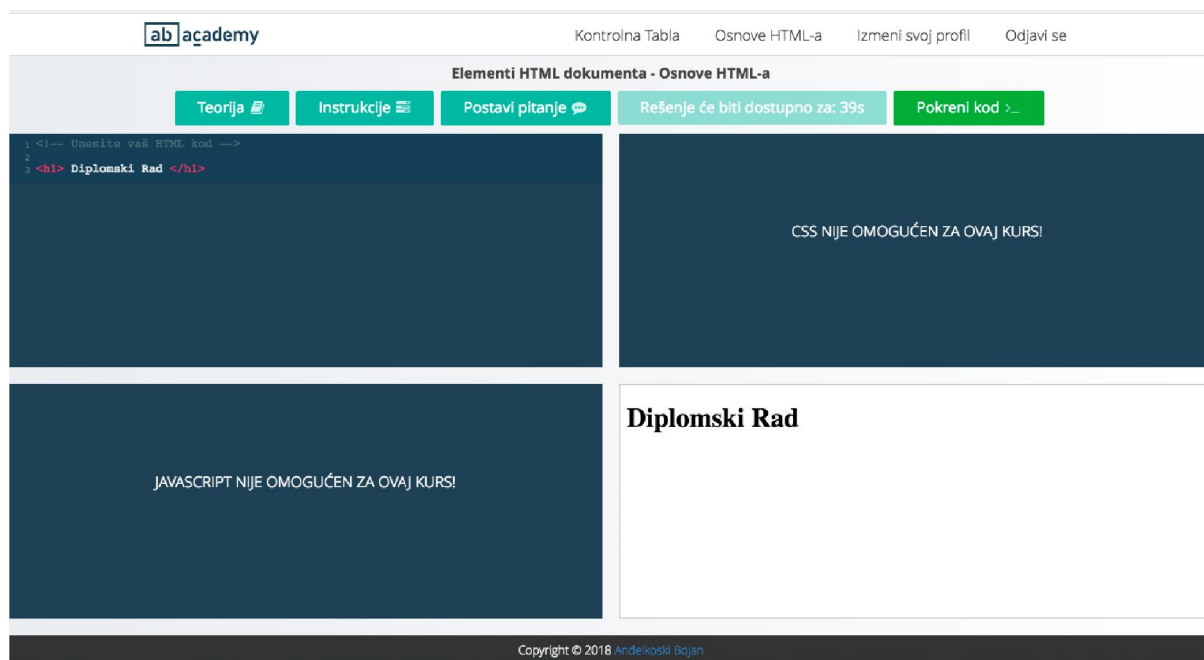 ab academy
Kontrolna Tabla Osnove HTML-a Izmeni svoj profil Odjavi se
Elementi HTML dokumenta - Osnove HTML-a
Teorija Instrukcije Postavi pitanje Rešenje će biti dostupno za: 39s Pokreni kod >_
1 <!-- Unesite vaš HTML kod -->
2
3 <h1> Diplomski Rad </h1>
CSS NIJE OMOGUĆEN ZA OVAJ KURS!
JAVASCRIPT NIJE OMOGUĆEN ZA OVAJ KURS!
Diplomski Rad
Copyright © 2018 Andelkoski Bojan